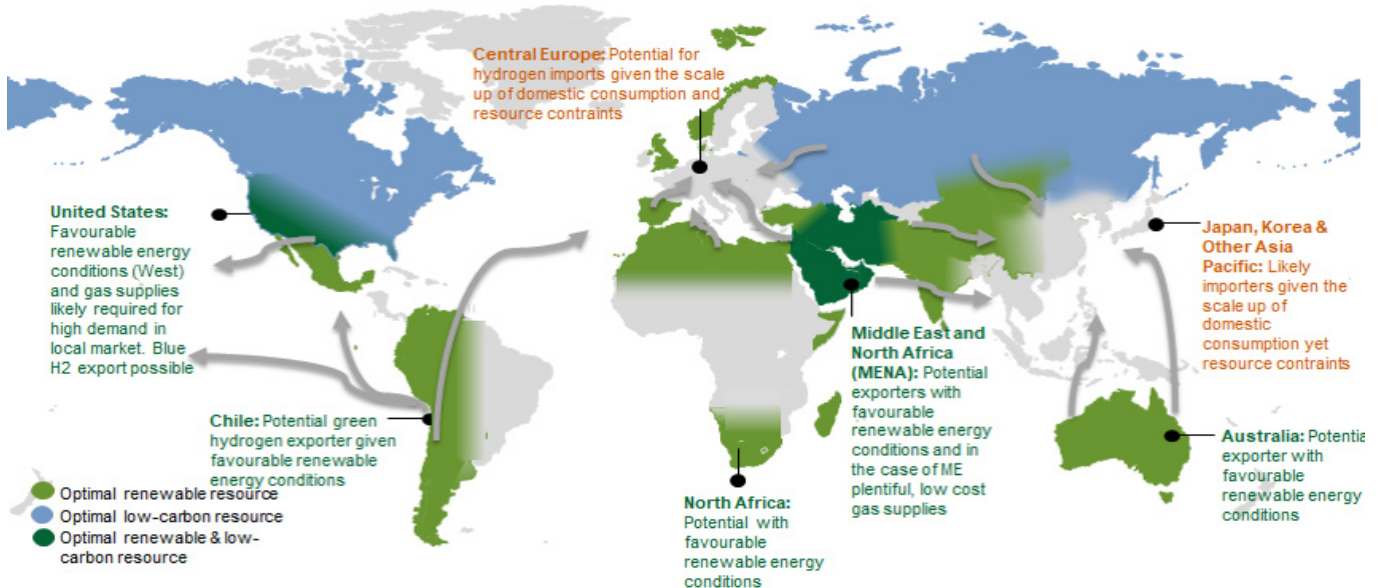 Central Europe: Potential for
hydrogen imports given the scale
up of domestic consumption and
resource contraints
United States:
Favourable
renewable energy
conditions (West)
and gas supplies
likely required for
high demand in
local market. Blue
H2 export possible
Japan, Korea &
Other Asia
Pacific: Likely
importers given the
scale up of
domestic
consumption yet
resource contraints
Middle East and
North Africa
(MENA): Potential
exporters with
favourable
renewable energy
conditions and in
the case of ME
plentiful, low cost
gas supplies
Chile: Potential green
hydrogen exporter given
favourable renewable
energy conditions
Australia: Potentia
exporter with
favourable
renewable energy
conditions
North Africa:
Potential with
favourable
renewable energy
conditions
Optimal renewable resource
Optimal low-carbon resource
Optimal renewable & low-
carbon resource